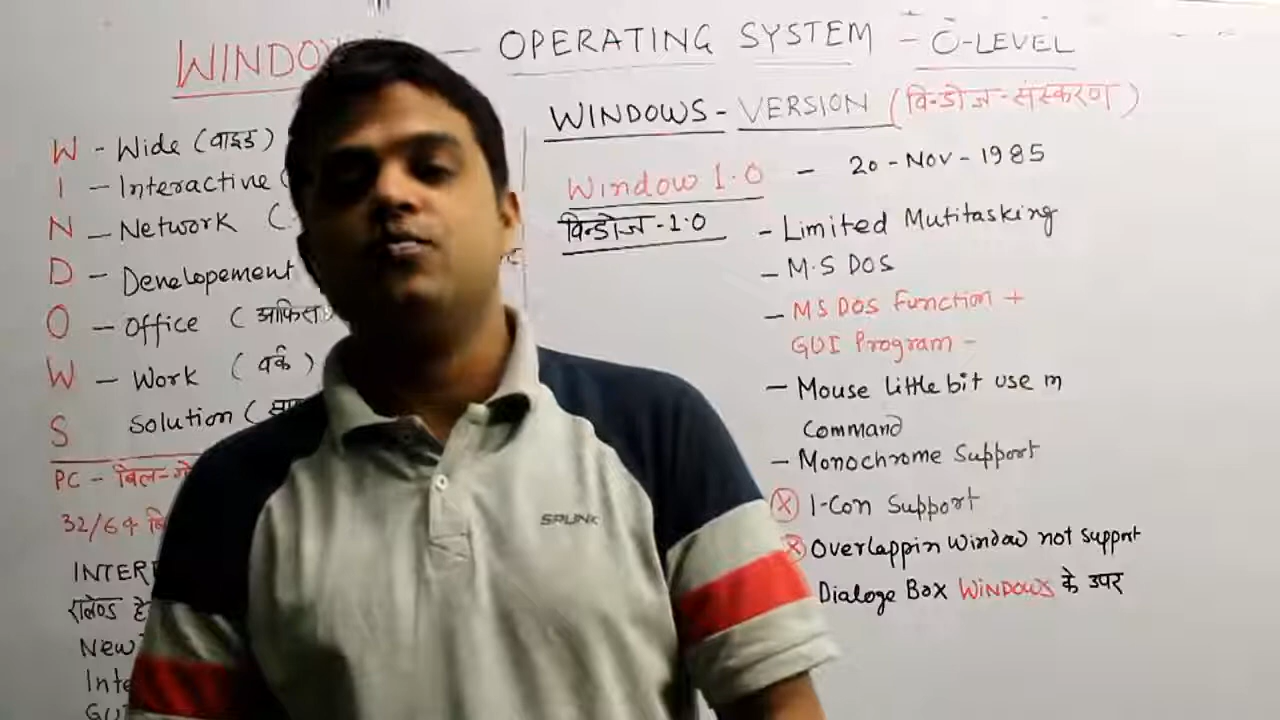 WINDO — OPERATING SYSTEM - O-LEVEL
W - Wide (वाइड)
I - Interactive (
N - Network (
D - Developement
O - Office (आफिस
W - Work (वर्क)
S Solution (
PC - बिल-
32/64
INTER
New
Inte
GU
WINDOWS - VERSION (विन्डोज-संस्करण)
Window 1.0 - 20-Nov-1985
विन्डोज-1.0
- Limited Mutitasking
- M.S DOS
- MS DOS Function +
GUI Program -
- Mouse little bit use in
Command
- Monochrome Support
X I-Con Support
X Overlappin Window not Support
Dialoge Box WINDOWS के उपर
SPUNK